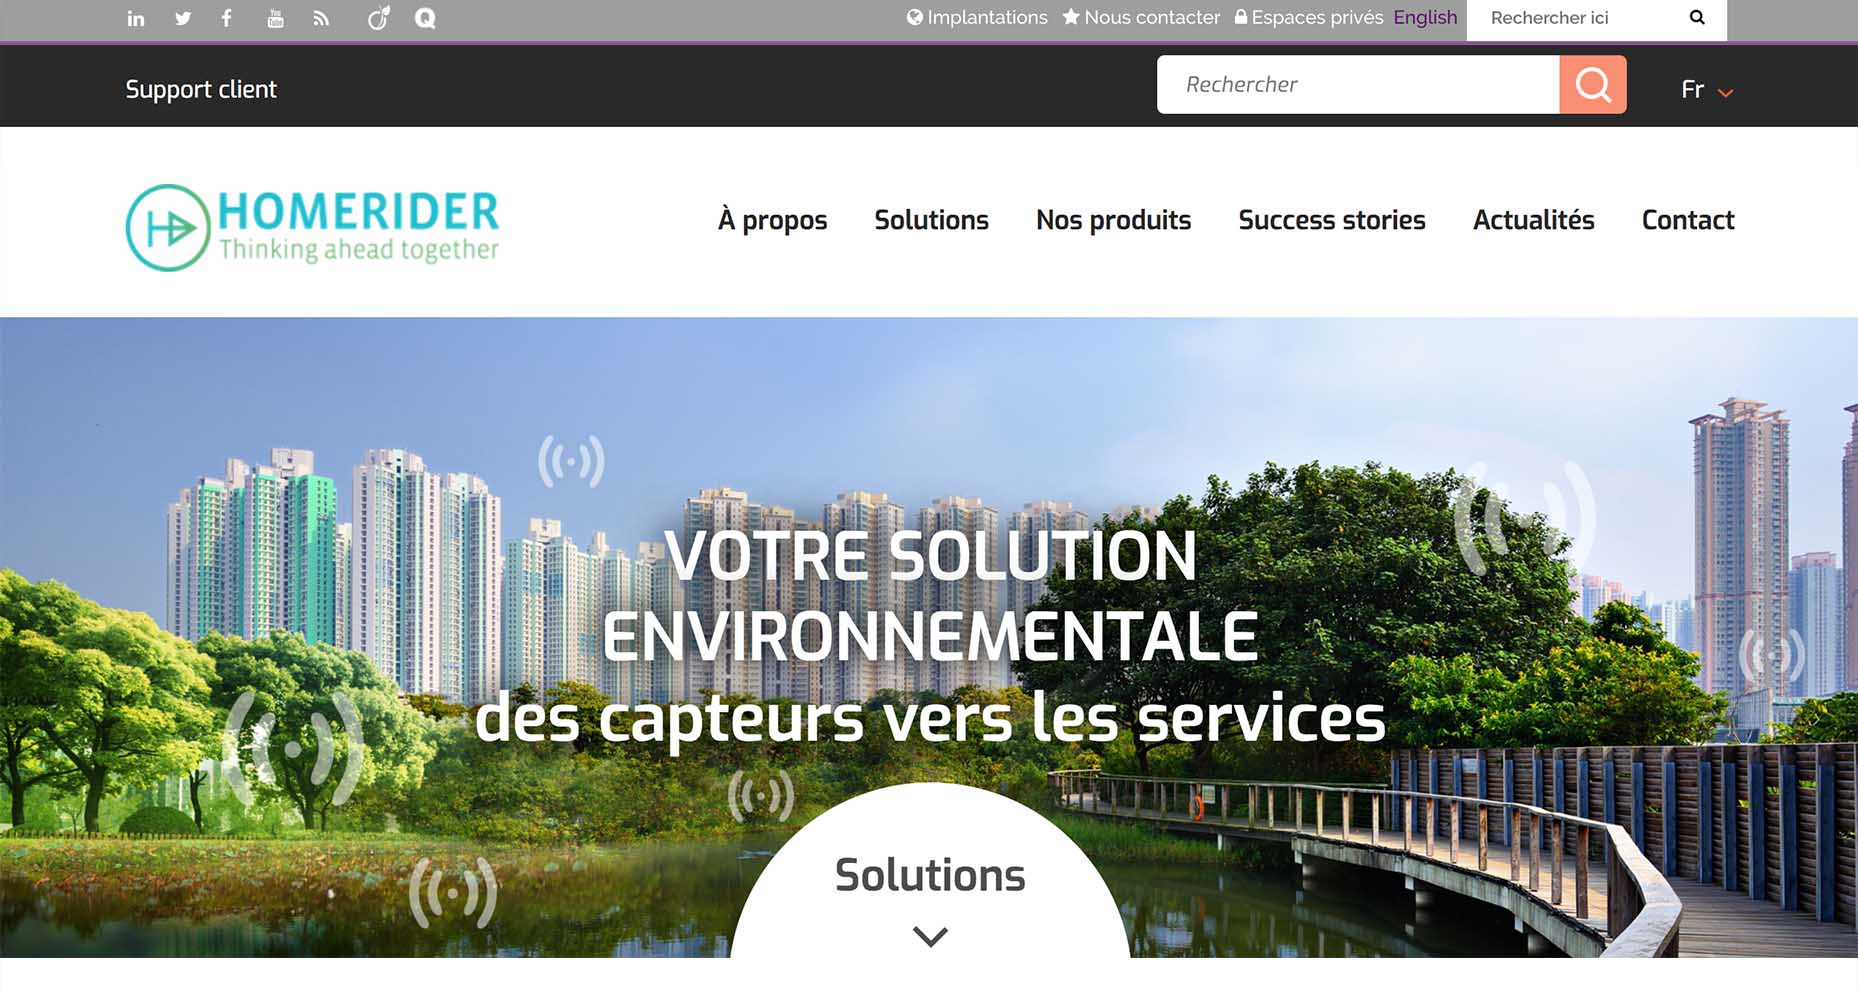 Implantations Nous contacter Espaces privés English Rechercher ici
Support client Rechercher Fr
HOMERIDER
Thinking ahead together
À propos Solutions Nos produits Success stories Actualités Contact
VOTRE SOLUTION
ENVIRONNEMENTALE
des capteurs vers les services
Solutions